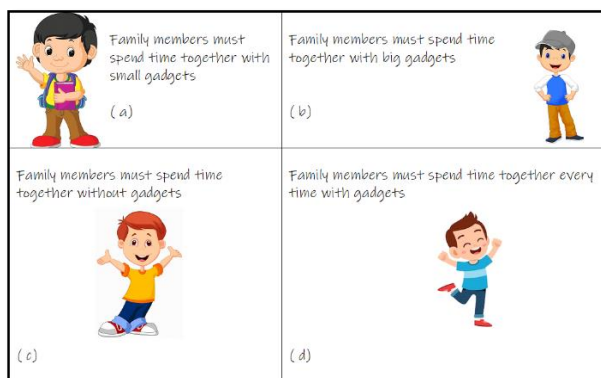 Family members must
spend time together with
small gadgets
(a)
Family members must spend time
together with big gadgets
(b)
Family members must spend time
together without gadgets
(c)
Family members must spend time together every
time with gadgets
(d)